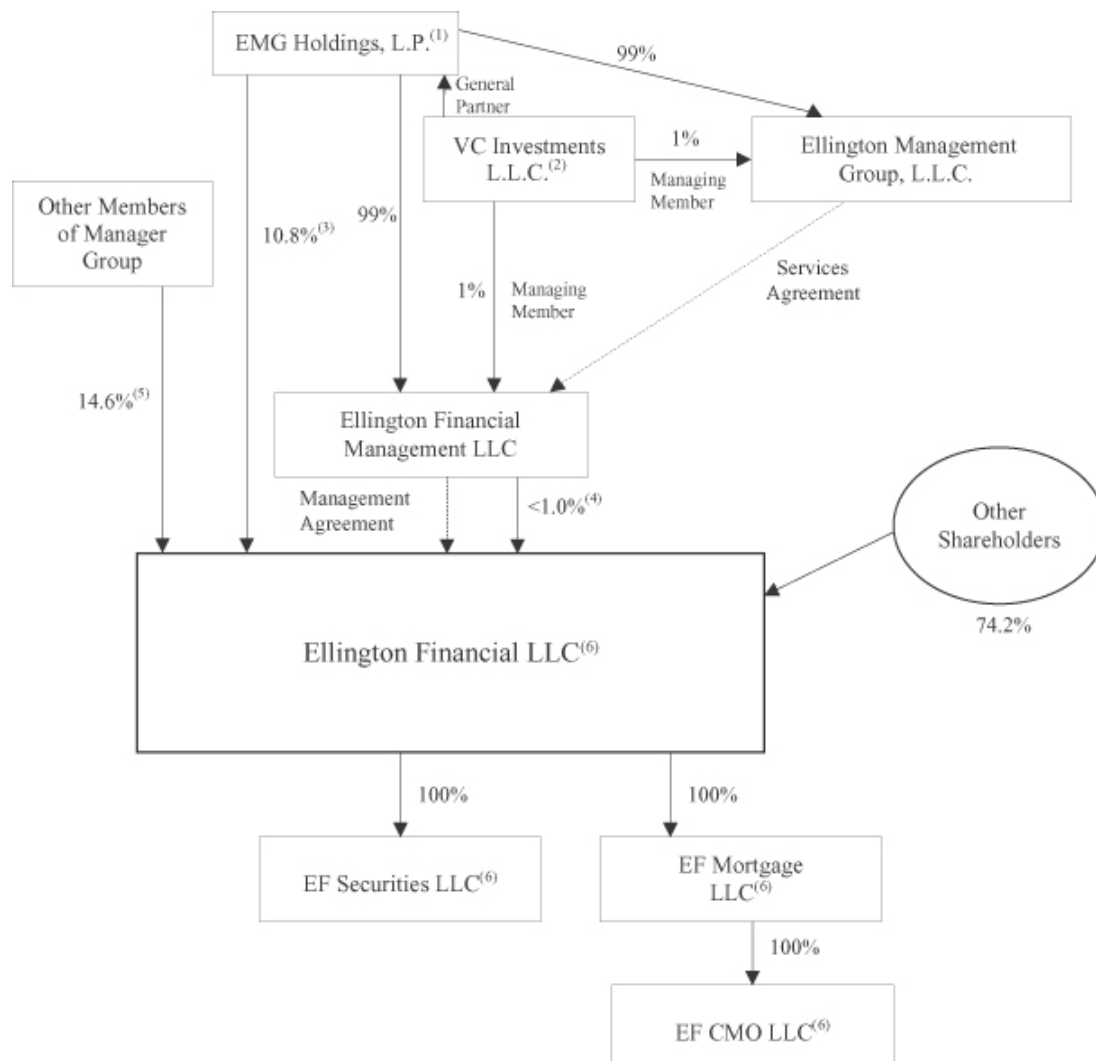 EMG Holdings, L.P.(1)
99%
General
Partner
VC Investments
L.L.C.(2)
1%
Managing
Member
Ellington Management
Group, L.L.C.
Other Members
of Manager
Group
10.8%(3)
99%
1%
Managing
Member
Services
Agreement
14.6%(5)
Ellington Financial
Management LLC
Management
Agreement
<1.0%(4)
Other
Shareholders
74.2%
Ellington Financial LLC(6)
100%
100%
EF Securities LLC(6)
EF Mortgage
LLC(6)
100%
EF CMO LLC(6)